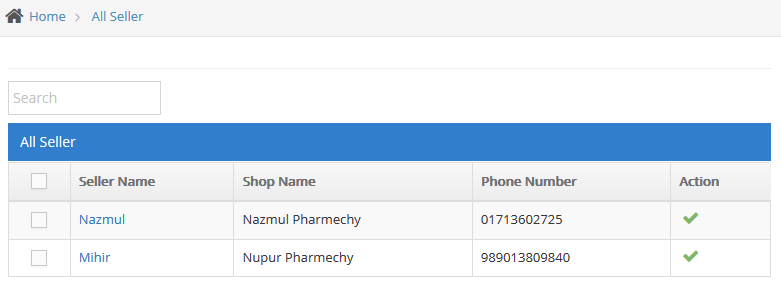 Home > All Seller
Search
All Seller
Seller Name Shop Name Phone Number Action
Nazmul Nazmul Pharmechy 01713602725
Mihir Nupur Pharmechy 989013809840